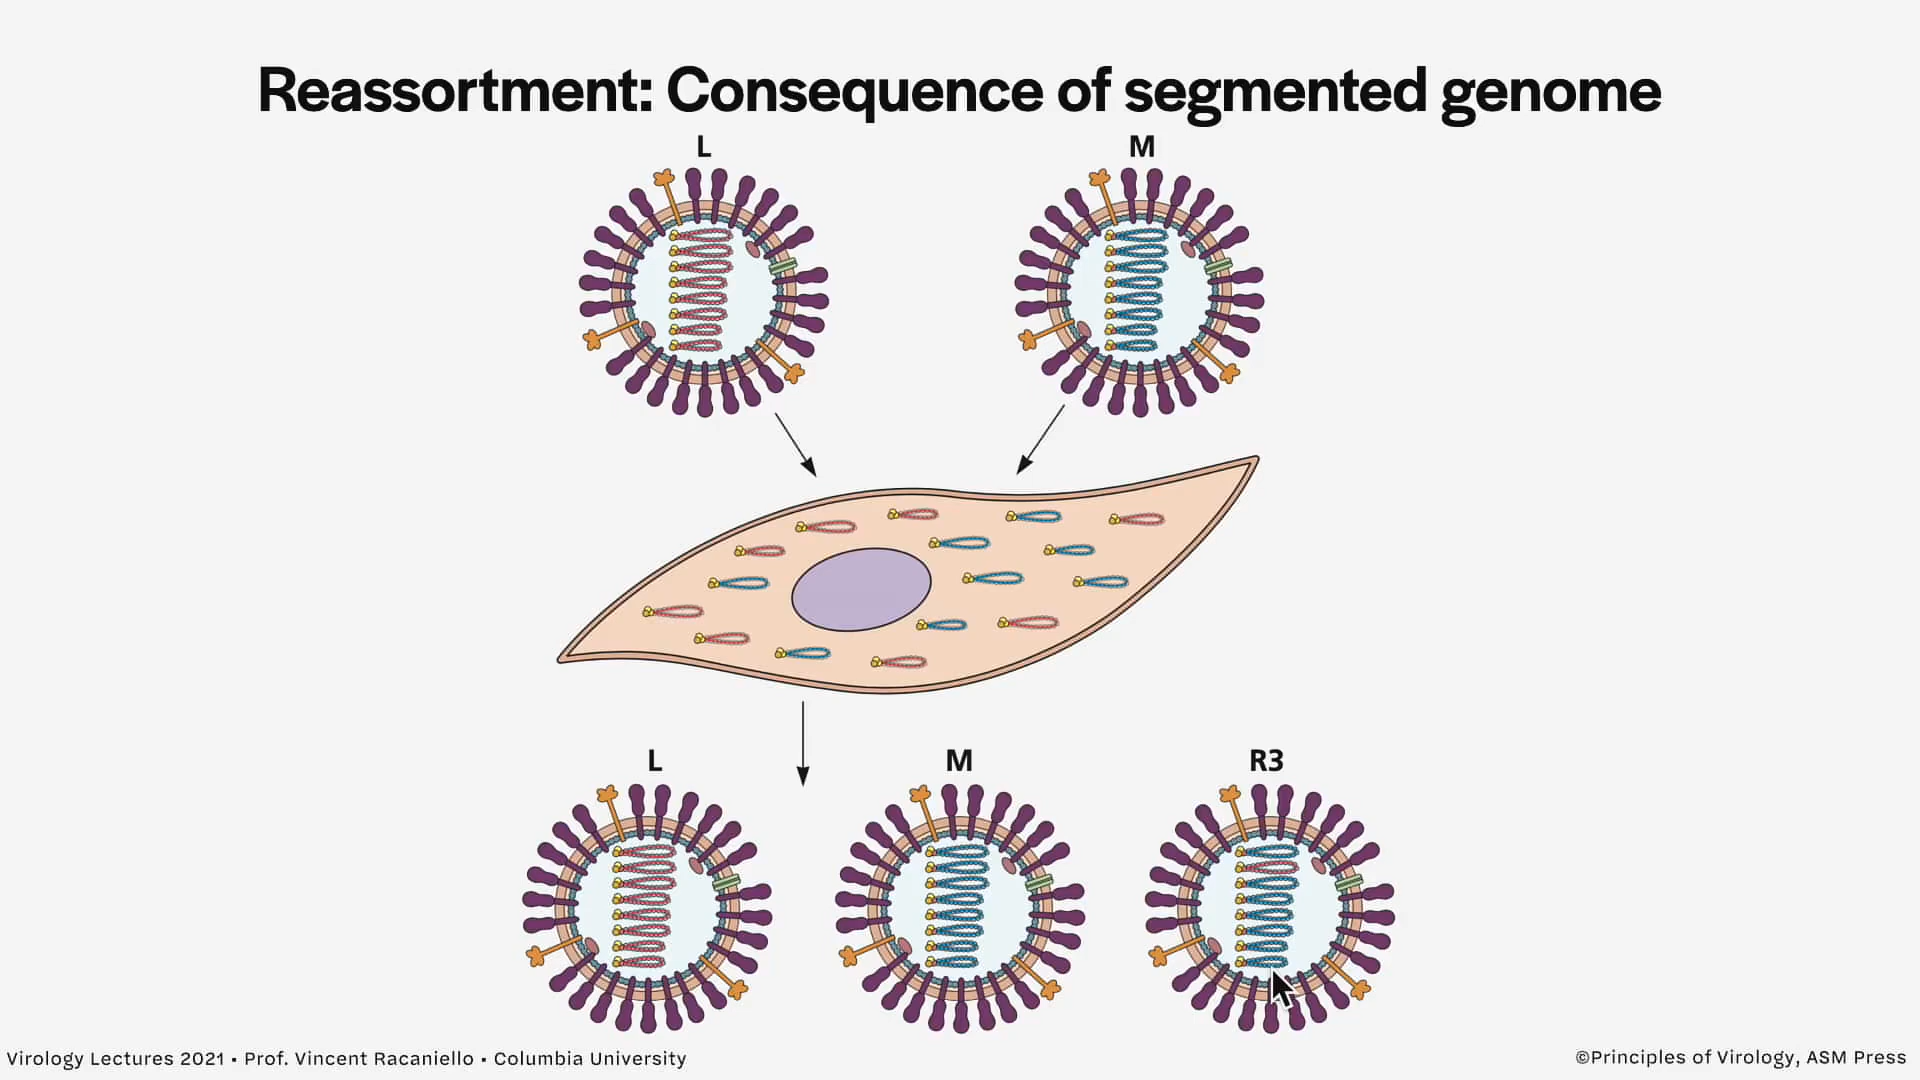 Reassortment: Consequence of segmented genome
L
M
L
M
R3
Virology Lectures 2021 • Prof. Vincent Racaniello • Columbia University
©Principles of Virology, ASM Press